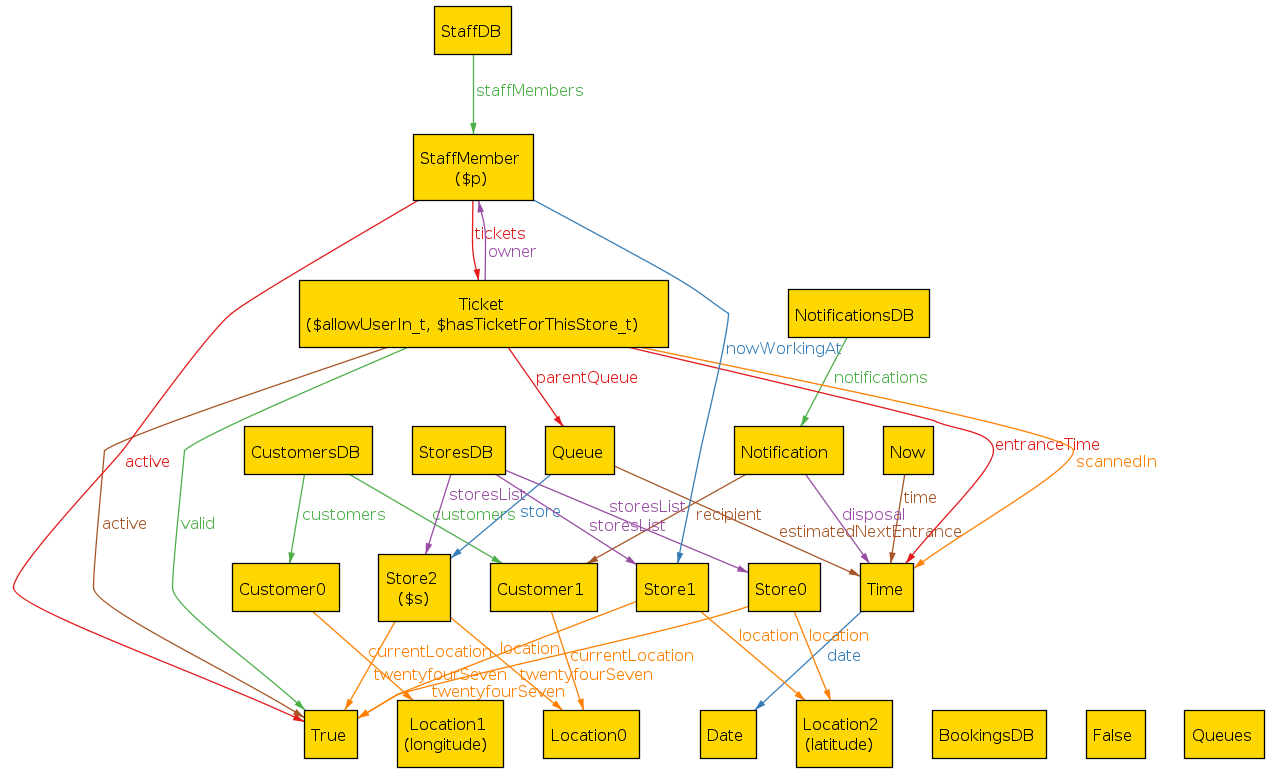 StaffDB
staffMembers
StaffMember
($p)
tickets
owner
Ticket
($allowUserIn_t, $hasTicketForThisStore_t)
NotificationsDB
nowWorkingAt
notifications
parentQueue
CustomersDB
StoresDB
Queue
Notification
Now
entranceTime
active
scannedIn
storesList
time
storesList
customers
customers
store
recipient
disposal
active
valid
storesList
estimatedNextEntrance
Customer0
Store2
($s)
Customer1
Store1
Store0
Time
location
location
location
currentLocation
currentLocation
date
twentyfourSeven
twentyfourSeven
twentyfourSeven
True
Location1
(longitude)
Location0
Date
Location2
(latitude)
BookingsDB
False
Queues